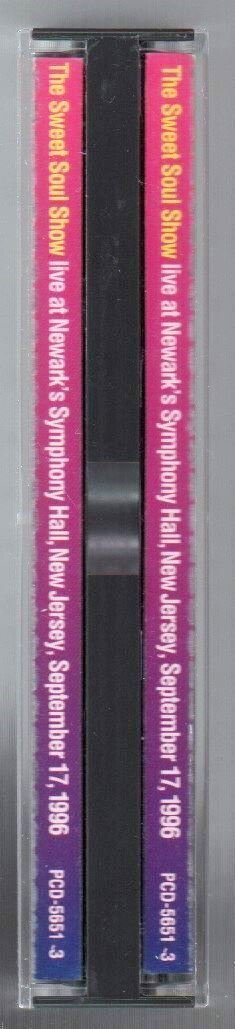 The Sweet Soul Show live at Newark's Symphony Hall, New Jersey, September 17, 1996 PCD-5651~3
The Sweet Soul Show live at Newark's Symphony Hall, New Jersey, September 17, 1996 PCD-5651~3